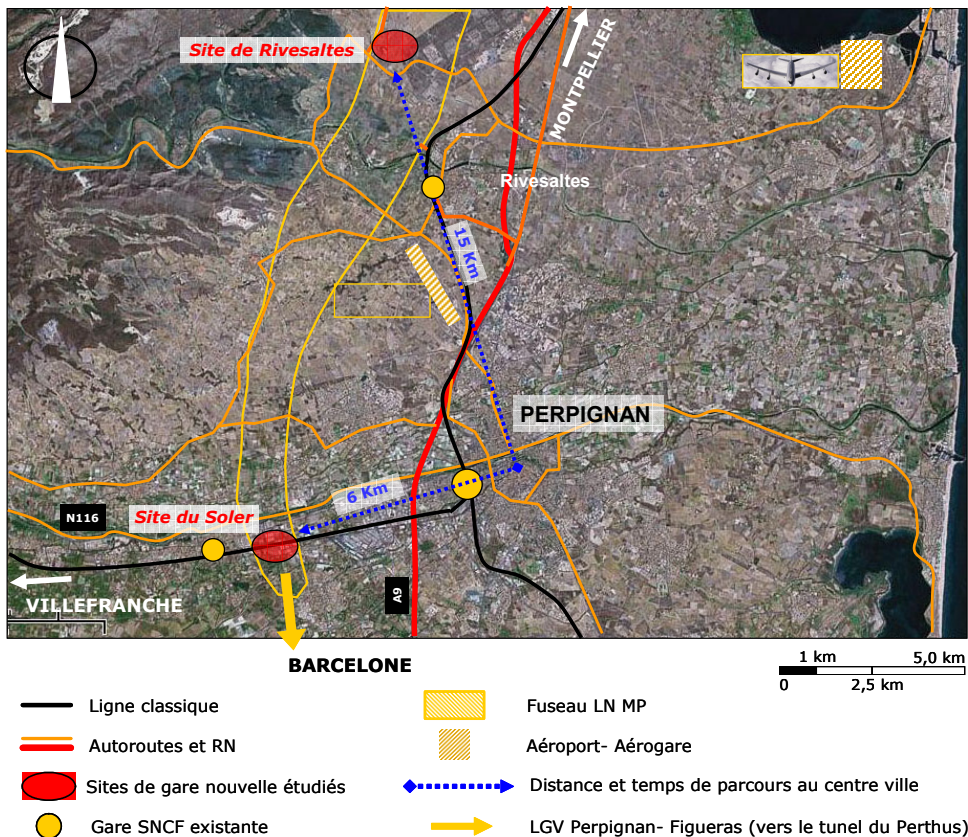 Site de Rivesaltes
MONTPELLIER
Rivesaltes
15 Km
PERPIGNAN
6 Km
N116
Site du Soler
A9
VILLEFRANCHE
BARCELONE
1 km 5,0 km
0 2,5 km
Ligne classique
Fuseau LN MP
Autoroutes et RN
Aéroport- Aérogare
Sites de gare nouvelle étudiés
Distance et temps de parcours au centre ville
Gare SNCF existante
LGV Perpignan- Figueras (vers le tunel du Perthus)